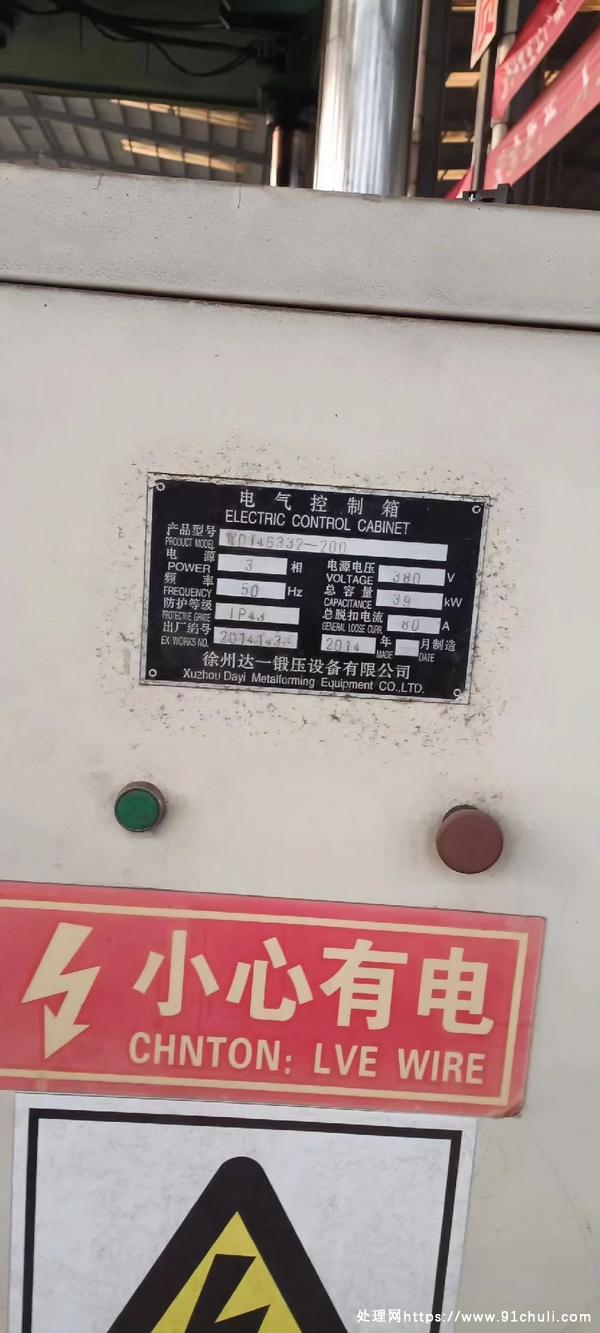 电气控制箱
ELECTRIC CONTROL CABINET
产品型号
PRODUCT MODEL
电 源 3 相 电源电压 380 V
POWER VOLTAGE
频 率 50 Hz 总容量 39 kW
FREQUENCY CAPACITANCE
防护等级 IP43 总脱扣电流 80 A
PROTECTIVE GRATE GENERAL LOOSE CURR.
出厂编号 2014 年 月制造
EX WORKS NO. MADE DATE
徐州达一锻压设备有限公司
Xuzhou Dayi Metalforming Equipment CO.,LTD.
小心有电
CHNTON: LVE WIRE
处理网https://www.91chuli.com